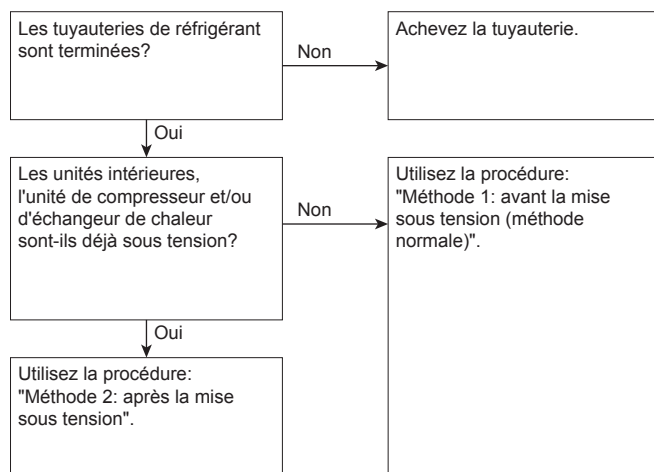 Les tuyauteries de réfrigérant
sont terminées?
Non
Achevez la tuyauterie.
Oui
Les unités intérieures,
l'unité de compresseur et/ou
d'échangeur de chaleur
sont-ils déjà sous tension?
Non
Utilisez la procédure:
"Méthode 1: avant la mise
sous tension (méthode
normale)".
Oui
Utilisez la procédure:
"Méthode 2: après la mise
sous tension".